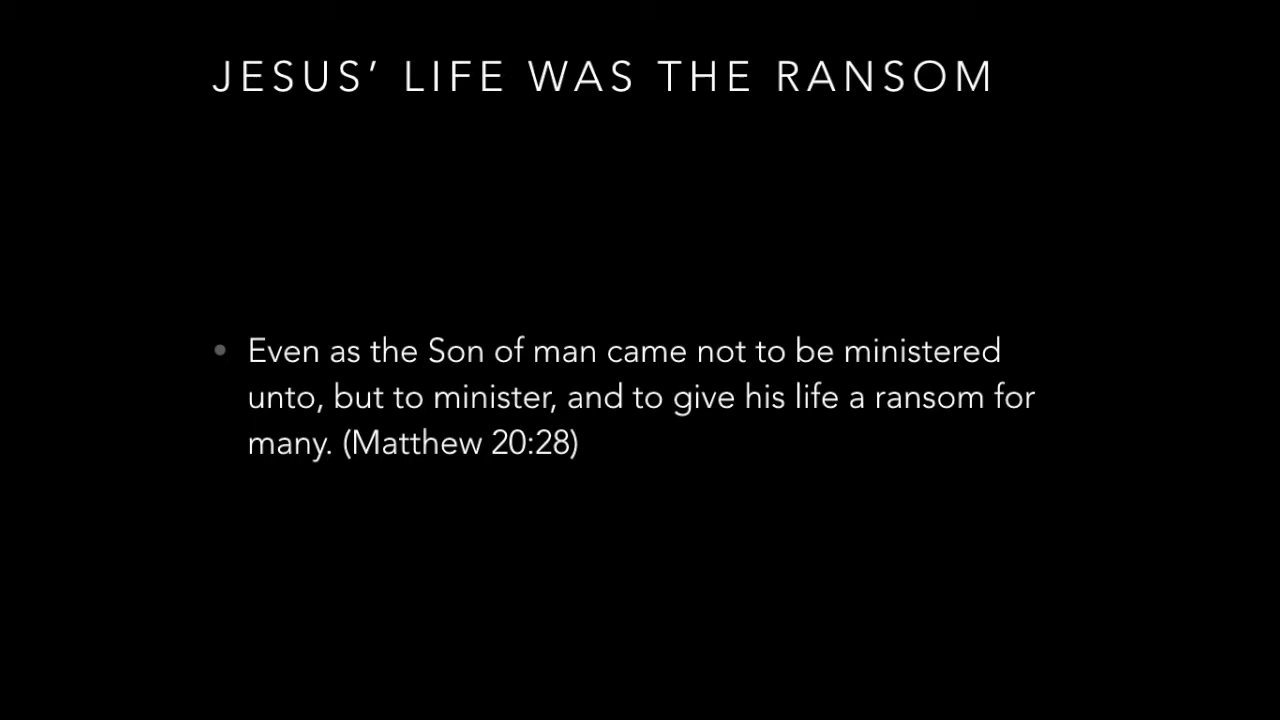 JESUS’ LIFE WAS THE RANSOM
• Even as the Son of man came not to be ministered
unto, but to minister, and to give his life a ransom for
many. (Matthew 20:28)